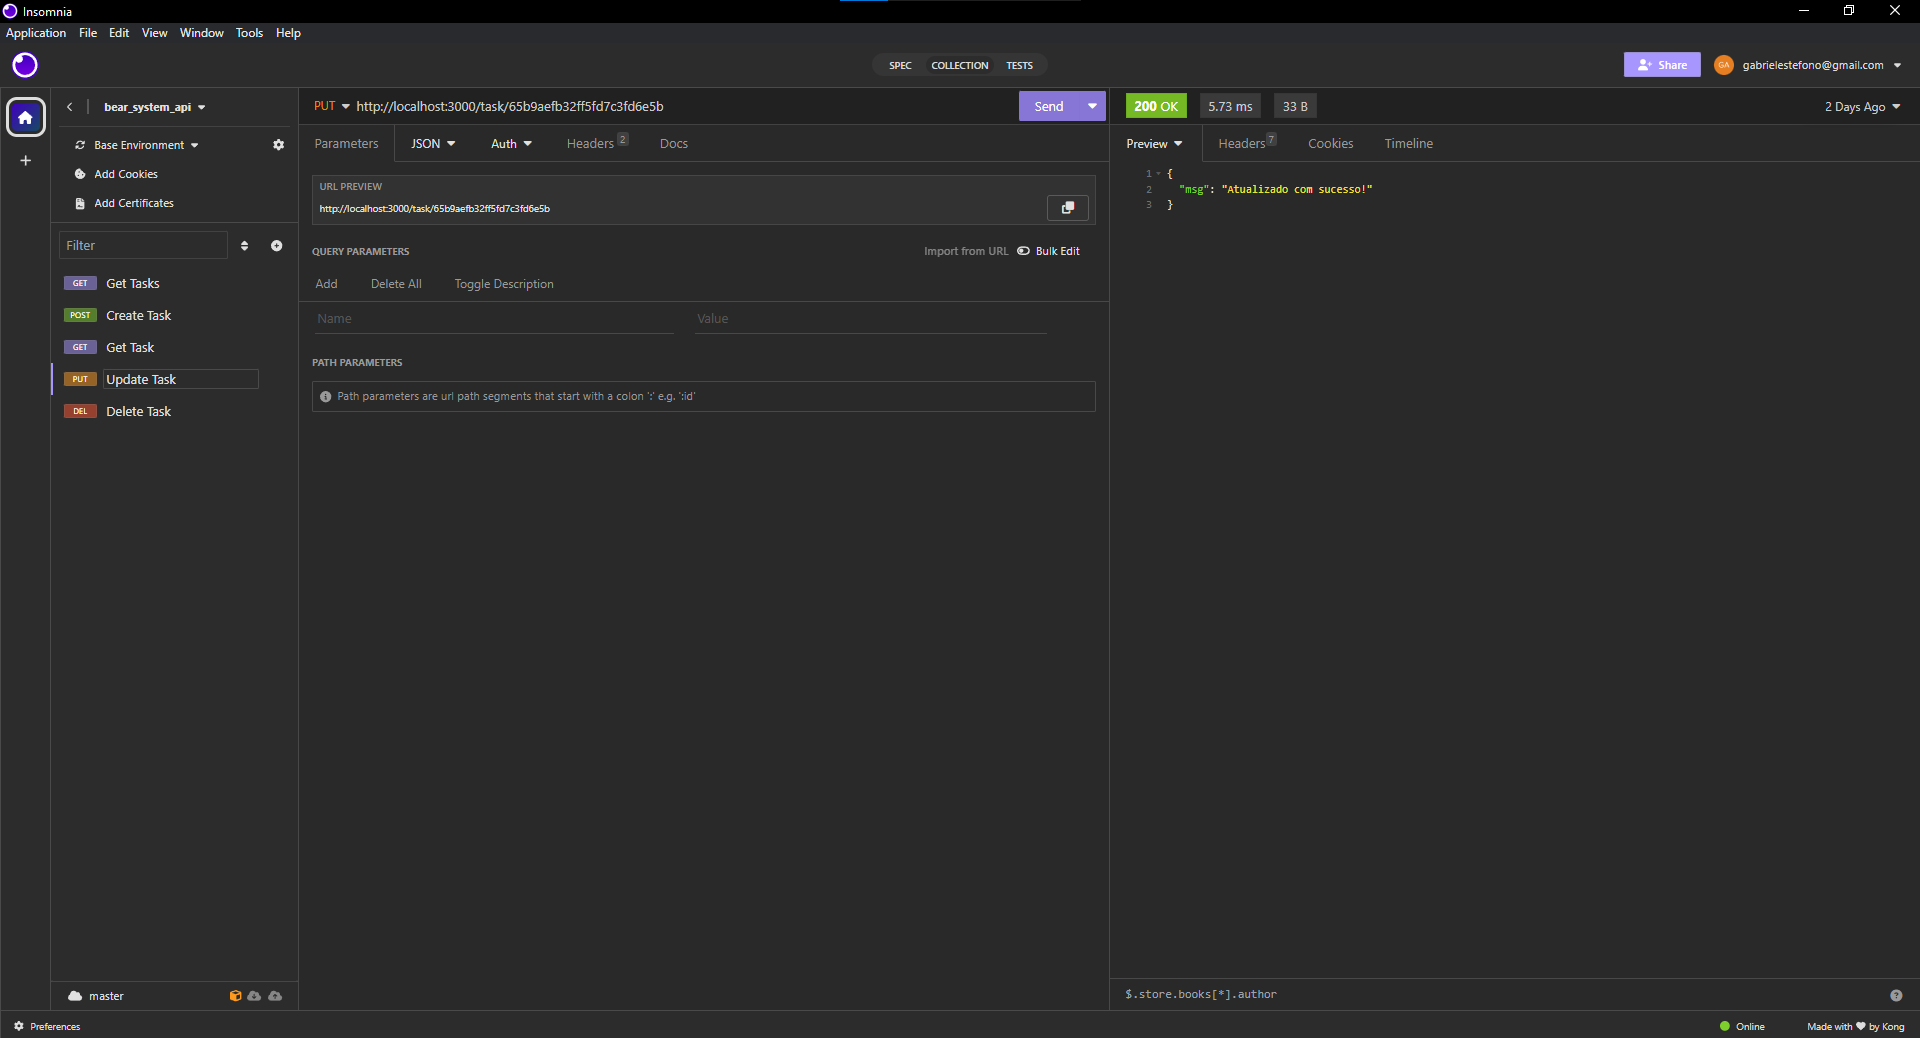 Insomnia
Application File Edit View Window Tools Help
SPEC COLLECTION TESTS
Share
GA gabrielestefono@gmail.com
bear_system_api
PUT http://localhost:3000/task/65b9aefb32ff5fd7c3fd6e5b
Send
200 OK 5.73 ms 33 B
2 Days Ago
Base Environment
Add Cookies
Add Certificates
Filter
GET Get Tasks
POST Create Task
GET Get Task
PUT Update Task
DEL Delete Task
Parameters JSON Auth Headers 2 Docs
URL PREVIEW
http://localhost:3000/task/65b9aefb32ff5fd7c3fd6e5b
QUERY PARAMETERS
Import from URL Bulk Edit
Add Delete All Toggle Description
Name Value
PATH PARAMETERS
Path parameters are url path segments that start with a colon ':' e.g. ':id'
Preview Headers 7 Cookies Timeline
1 {
2 "msg": "Atualizado com sucesso!"
3 }
master
$.store.books[*].author
Preferences
Online
Made with ❤ by Kong